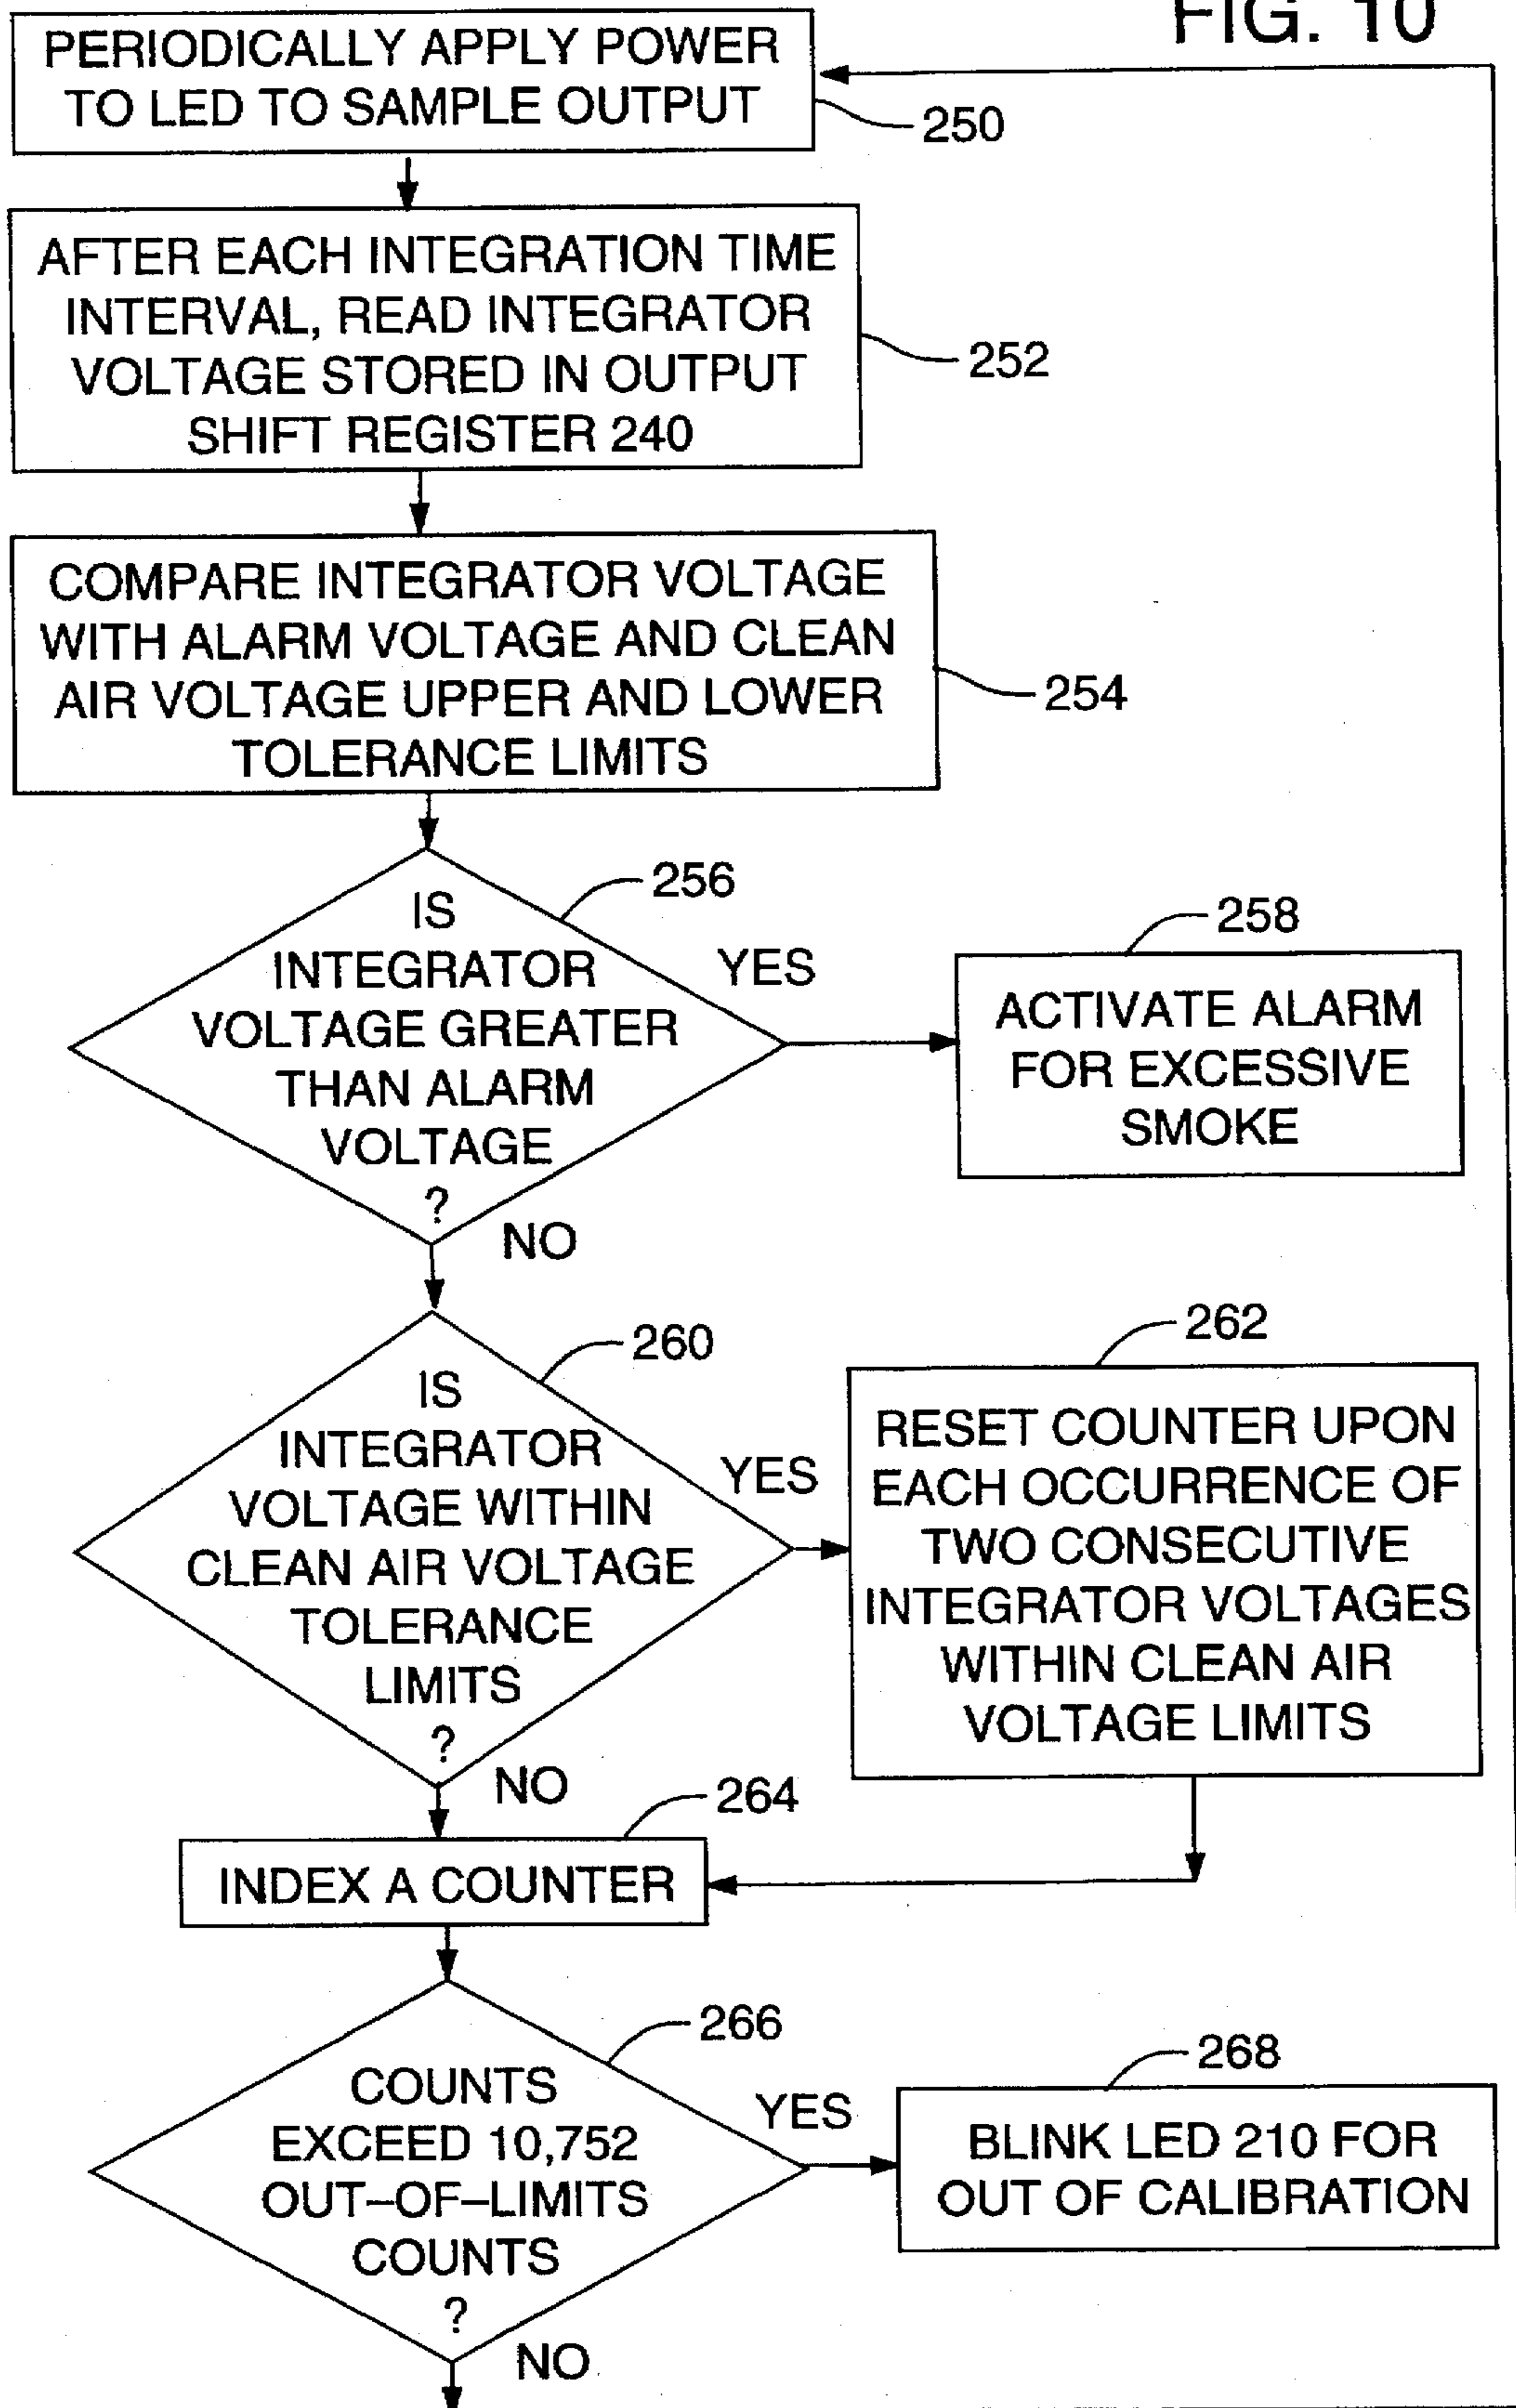 FIG. 10
PERIODICALLY APPLY POWER
TO LED TO SAMPLE OUTPUT
250
AFTER EACH INTEGRATION TIME
INTERVAL, READ INTEGRATOR
VOLTAGE STORED IN OUTPUT
SHIFT REGISTER 240
252
COMPARE INTEGRATOR VOLTAGE
WITH ALARM VOLTAGE AND CLEAN
AIR VOLTAGE UPPER AND LOWER
TOLERANCE LIMITS
254
256
IS
INTEGRATOR
VOLTAGE GREATER
THAN ALARM
VOLTAGE
?
YES
NO
258
ACTIVATE ALARM
FOR EXCESSIVE
SMOKE
260
IS
INTEGRATOR
VOLTAGE WITHIN
CLEAN AIR VOLTAGE
TOLERANCE
LIMITS
?
YES
NO
262
RESET COUNTER UPON
EACH OCCURRENCE OF
TWO CONSECUTIVE
INTEGRATOR VOLTAGES
WITHIN CLEAN AIR
VOLTAGE LIMITS
264
INDEX A COUNTER
266
COUNTS
EXCEED 10,752
OUT–OF–LIMITS
COUNTS
?
YES
NO
268
BLINK LED 210 FOR
OUT OF CALIBRATION